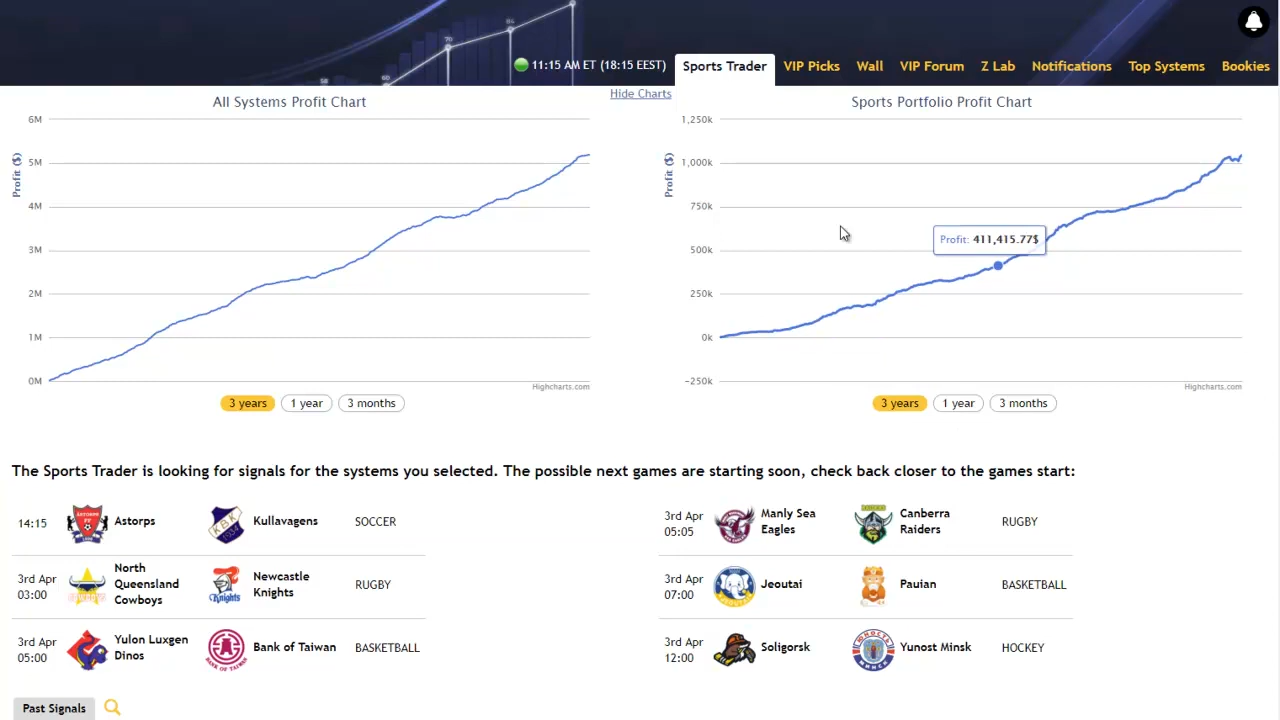 58
60
70
84
11:15 AM ET (18:15 EEST)
Sports Trader
VIP Picks
Wall
VIP Forum
Z Lab
Notifications
Top Systems
Bookies
Hide Charts
All Systems Profit Chart
Profit ($)
6M
5M
4M
3M
2M
1M
0M
Highcharts.com
3 years
1 year
3 months
Sports Portfolio Profit Chart
Profit ($)
1,250k
1,000k
750k
500k
250k
0k
-250k
Profit: 411,415.77$
Highcharts.com
3 years
1 year
3 months
The Sports Trader is looking for signals for the systems you selected. The possible next games are starting soon, check back closer to the games start:
14:15
Astorps
Kullavagens
SOCCER
3rd Apr
03:00
North
Queensland
Cowboys
Newcastle
Knights
RUGBY
3rd Apr
05:00
Yulon Luxgen
Dinos
BANK OF TAIWAN
Bank of Taiwan
BASKETBALL
3rd Apr
05:05
Manly Sea
Eagles
Canberra
Raiders
RUGBY
3rd Apr
07:00
Jeoutai
Pauian
BASKETBALL
3rd Apr
12:00
Soligorsk
Yunost Minsk
HOCKEY
Past Signals